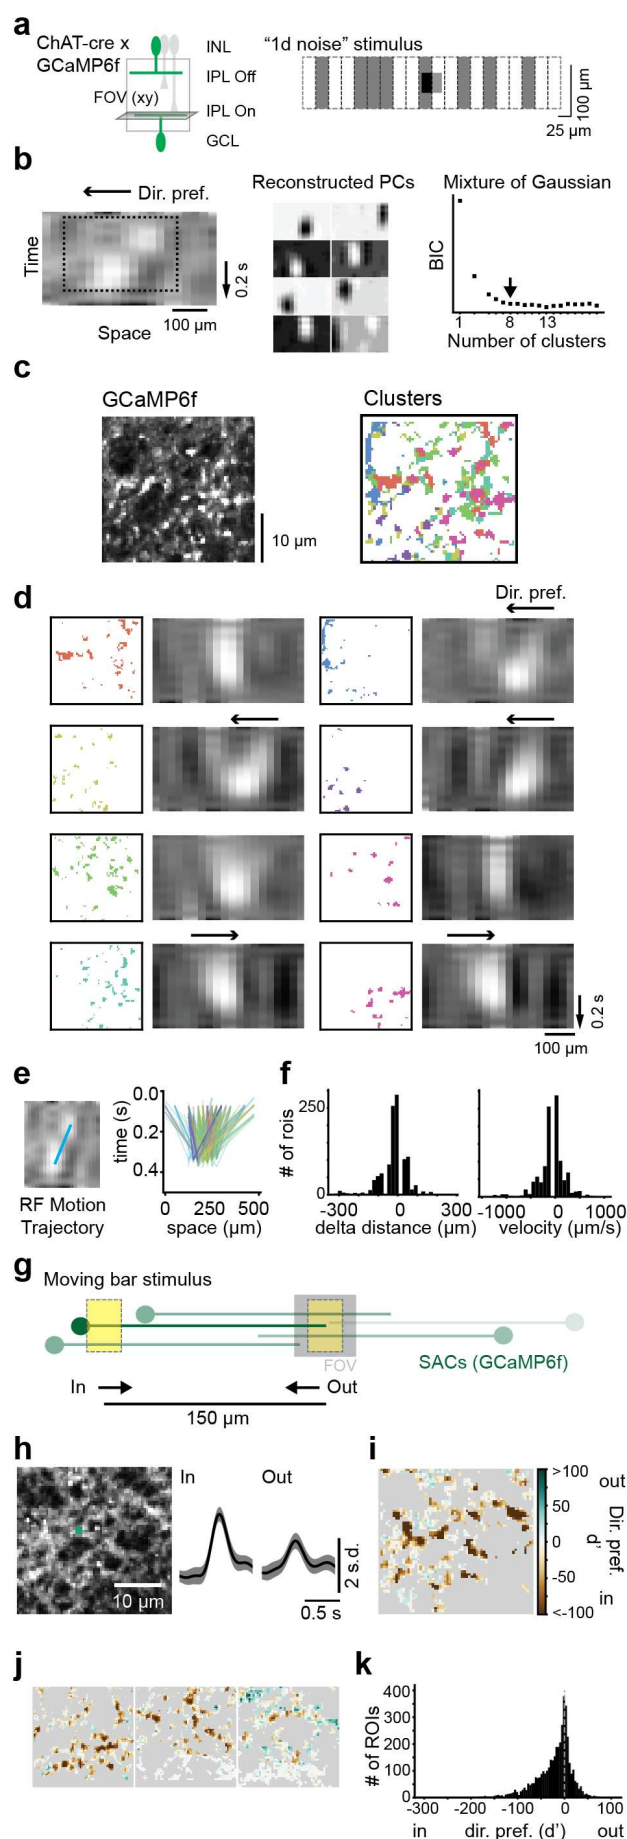 a
ChAT-cre x
GCaMP6f
INL
IPL Off
FOV (xy)
IPL On
GCL
“1d noise” stimulus
100 µm
25 µm
b
Dir. pref.
Time
0.2 s
100 µm
Space
Reconstructed PCs
Mixture of Gaussian
BIC
1 8 13
Number of clusters
c
GCaMP6f
Clusters
10 µm
d
Dir. pref.
0.2 s
100 µm
e
RF Motion
Trajectory
time (s)
0.0
0.2
0.4
0 250 500
space (µm)
f
# of rois
250
0
-300 0 300
delta distance (µm)
-1000 0 1000
velocity (µm/s)
g
Moving bar stimulus
FOV
SACs (GCaMP6f)
In
Out
150 µm
h
In
Out
10 µm
2 s.d.
0.5 s
i
>100
50
0
-50
<-100
out
Dir. pref.
d'
in
j
k
# of ROIs
400
300
200
100
0
-300 -200 -100 0 100
in dir. pref. (d') out